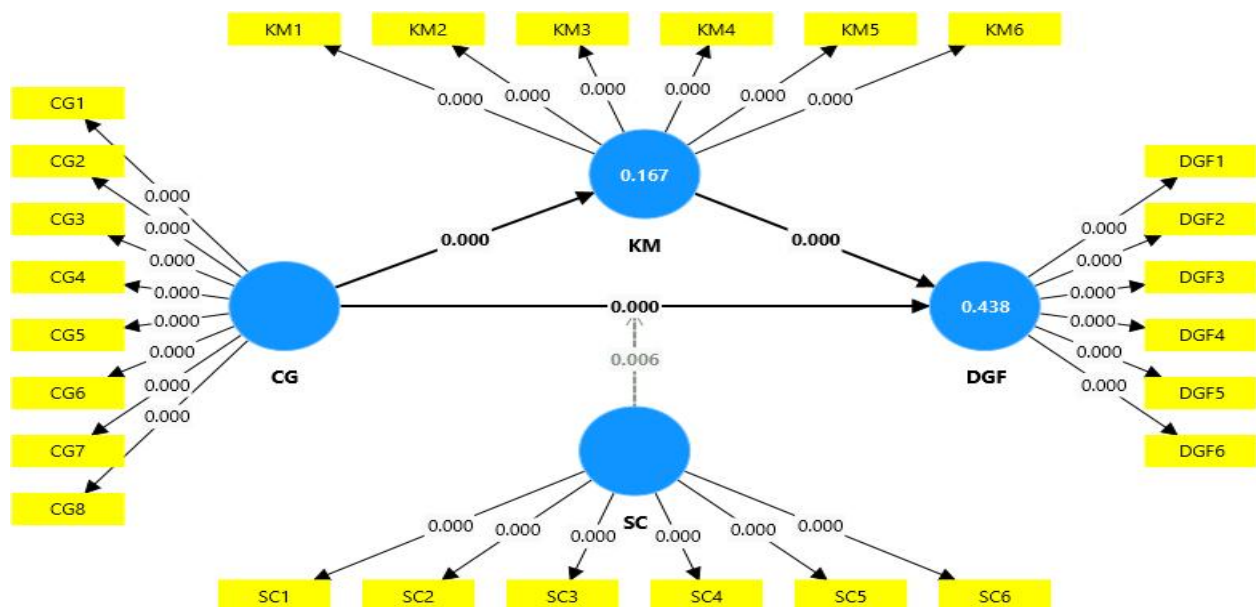 KM1
KM2
KM3
KM4
KM5
KM6
0.000
0.000
0.000
0.000
0.000
0.000
CG1
CG2
CG3
CG4
CG5
CG6
CG7
CG8
0.000
0.000
0.000
0.000
0.000
0.000
0.000
0.000
CG
0.000
0.167
KM
0.000
0.000
0.006
0.438
DGF
0.000
0.000
0.000
0.000
0.000
0.000
DGF1
DGF2
DGF3
DGF4
DGF5
DGF6
SC
0.000
0.000
0.000
0.000
0.000
0.000
SC1
SC2
SC3
SC4
SC5
SC6